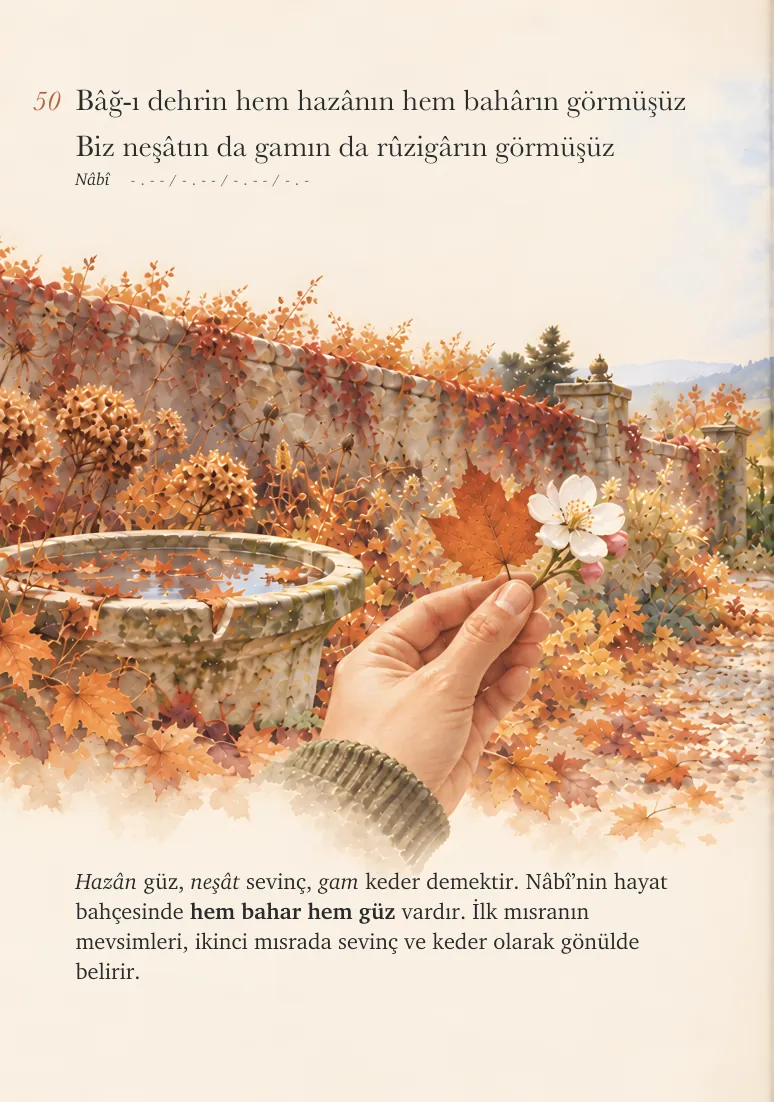 50 Bâğ-ı dehrin hem hazânın hem bahârın görmüşüz
Biz neşâtın da gamın da rûzigârın görmüşüz
Nâbî - . - - / - . - - / - . - - / - . -
Hazân güz, neşât sevinç, gam keder demektir. Nâbî’nin hayat
bahçesinde hem bahar hem güz vardır. İlk mısranın
mevsimleri, ikinci mısrada sevinç ve keder olarak gönülde
belirir.